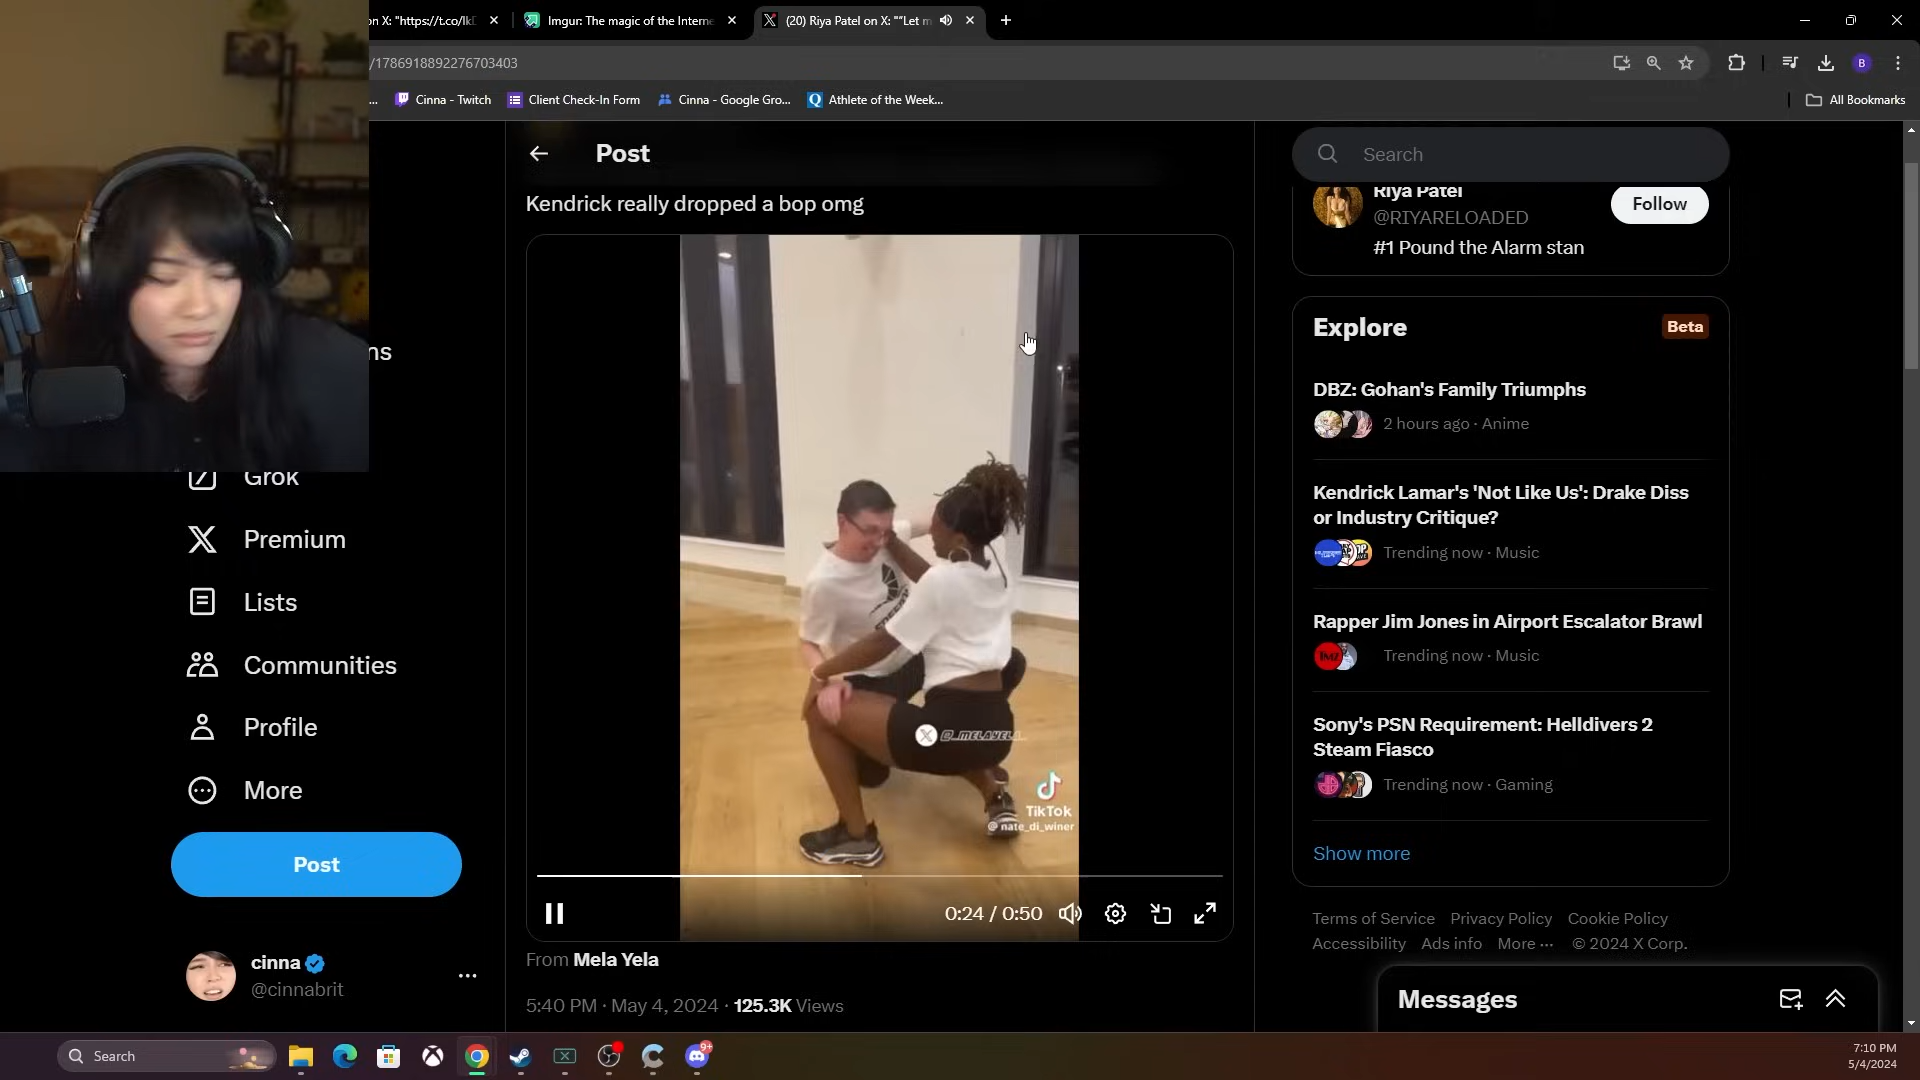 on X: "https://t.co/lkD
Imgur: The magic of the Interne
(20) Riya Patel on X: "“Let m
/1786918892276703403
...
Cinna - Twitch
Client Check-In Form
Cinna - Google Gro...
Athlete of the Week...
All Bookmarks
B
Post
Search
Kendrick really dropped a bop omg
Riya Patel
@RIYARELOADED
Follow
#1 Pound the Alarm stan
Explore
Beta
DBZ: Gohan's Family Triumphs
2 hours ago · Anime
Kendrick Lamar's 'Not Like Us': Drake Diss
or Industry Critique?
Trending now · Music
Rapper Jim Jones in Airport Escalator Brawl
Trending now · Music
Sony's PSN Requirement: Helldivers 2
Steam Fiasco
Trending now · Gaming
Show more
Terms of Service Privacy Policy Cookie Policy
Accessibility Ads info More ··· © 2024 X Corp.
Messages
ns
Grok
Premium
Lists
Communities
Profile
More
Post
cinna
@cinnabrit
@_MELAYELA_
TikTok
@nate_di_winer
0:24 / 0:50
From Mela Yela
5:40 PM · May 4, 2024 · 125.3K Views
Search
9+
7:10 PM
5/4/2024